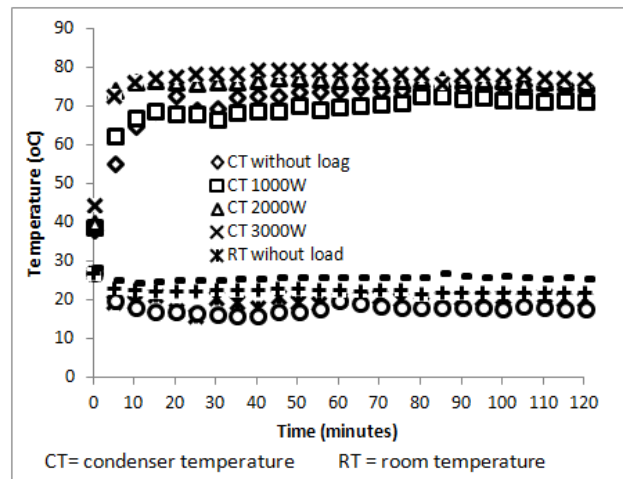 90
80
70
60
50
40
30
20
10
0
Temperature (oC)
CT without loag
CT 1000W
CT 2000W
CT 3000W
RT wihout load
0 10 20 30 40 50 60 70 80 90 100 110 120
Time (minutes)
CT= condenser temperature RT = room temperature